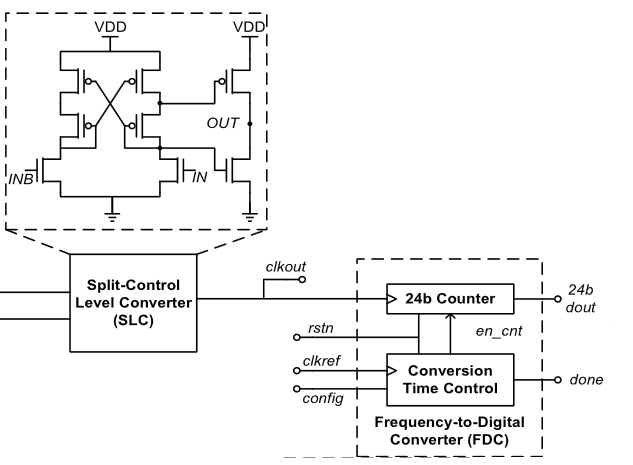 VDD
VDD
OUT
INB
IN
Split-Control
Level Converter
(SLC)
clkout
24b Counter
24b
dout
rstn
en_cnt
clkref
config
Conversion
Time Control
done
Frequency-to-Digital
Converter (FDC)